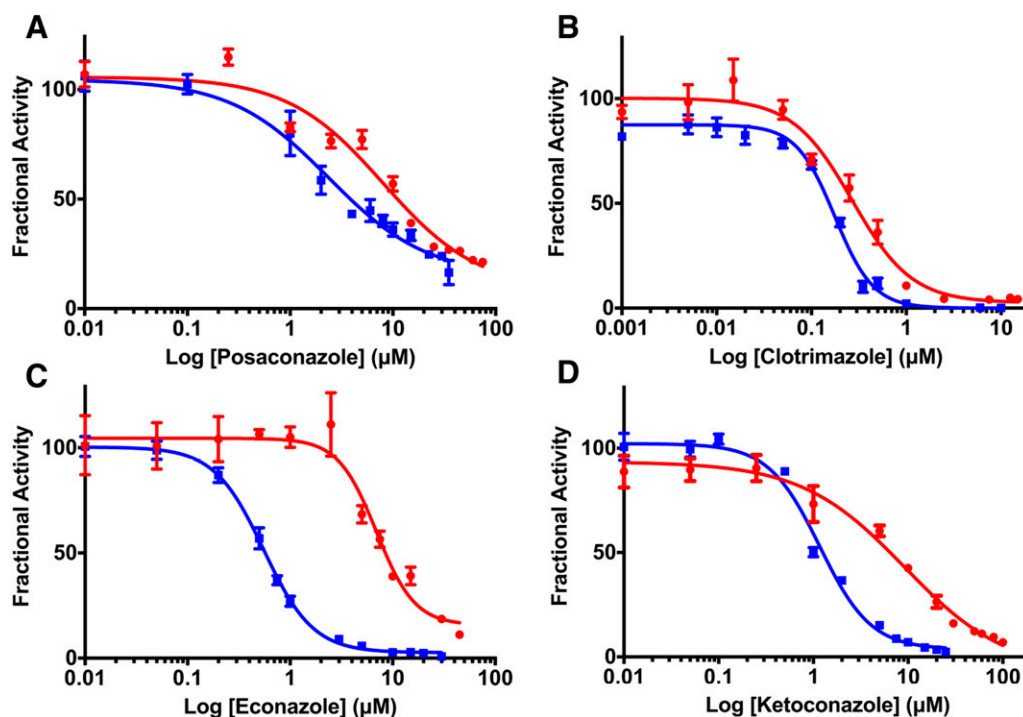 A
Fractional Activity
100
50
0
0.01 0.1 1 10 100
Log [Posaconazole] (µM)
B
Fractional Activity
100
50
0
0.001 0.01 0.1 1 10
Log [Clotrimazole] (µM)
C
Fractional Activity
100
50
0
0.01 0.1 1 10 100
Log [Econazole] (µM)
D
Fractional Activity
100
50
0
0.01 0.1 1 10 100
Log [Ketoconazole] (µM)